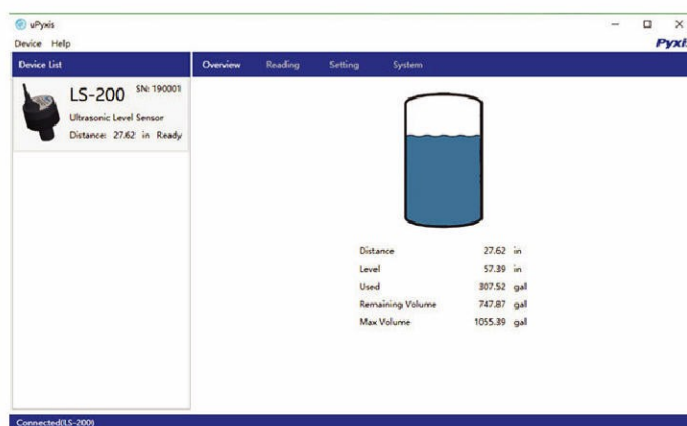 uPyxis
Device Help
Device List Overview Reading Setting System
LS-200 SN: 190001
Ultrasonic Level Sensor
Distance: 27.62 in Ready
Distance 27.62 in
Level 57.39 in
Used 307.52 gal
Remaining Volume 747.87 gal
Max Volume 1055.39 gal
Connected(LS-200)